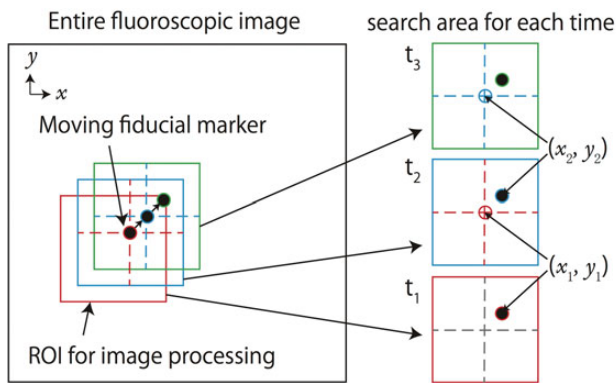 Entire fluoroscopic image
search area for each time
y
x
Moving fiducial marker
ROI for image processing
t3
(x2, y2)
t2
(x1, y1)
t1